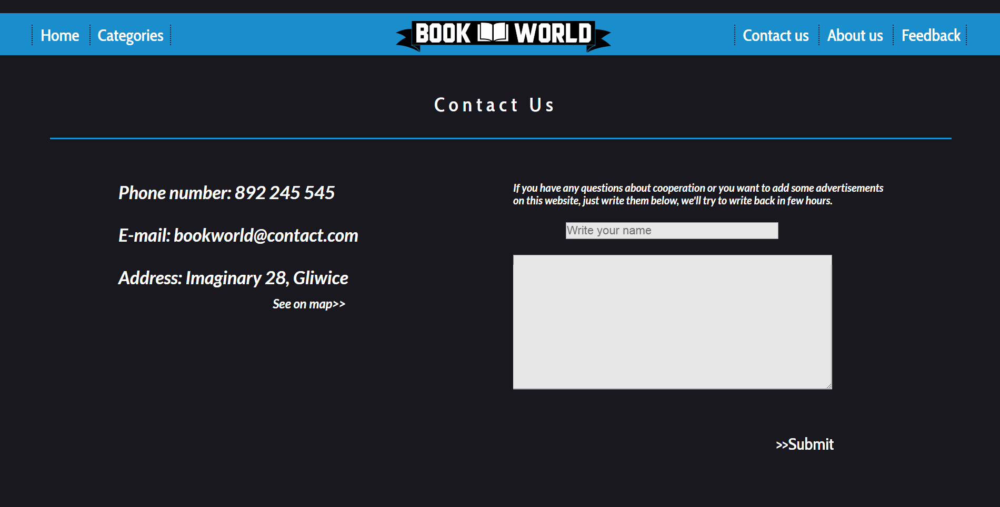 Home
Categories
BOOK WORLD
Contact us
About us
Feedback
Contact Us
Phone number: 892 245 545
E-mail: bookworld@contact.com
Address: Imaginary 28, Gliwice
See on map>>
If you have any questions about cooperation or you want to add some advertisements
on this website, just write them below, we'll try to write back in few hours.
Write your name
>>Submit